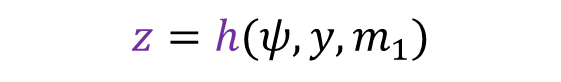 z = h(ψ, y, m₁)